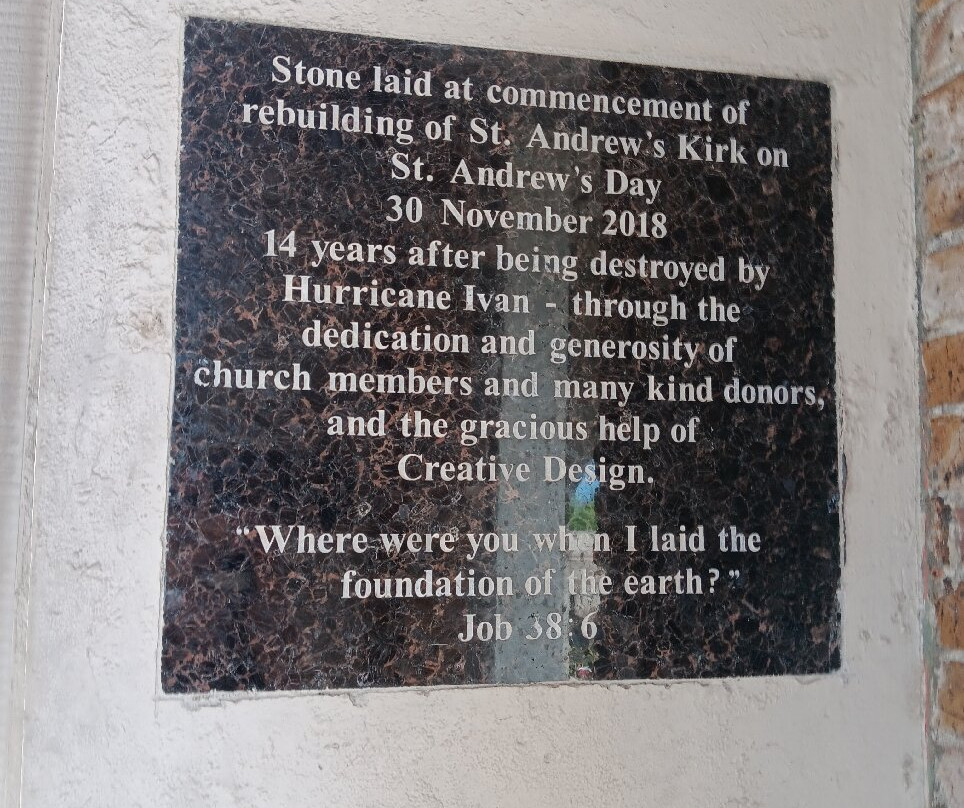 Stone laid at commencement of
rebuilding of St. Andrew's Kirk on
St. Andrew's Day
30 November 2018
14 years after being destroyed by
Hurricane Ivan - through the
dedication and generosity of
church members and many kind donors,
and the gracious help of
Creative Design.
"Where were you when I laid the
foundation of the earth?"
Job 38:6